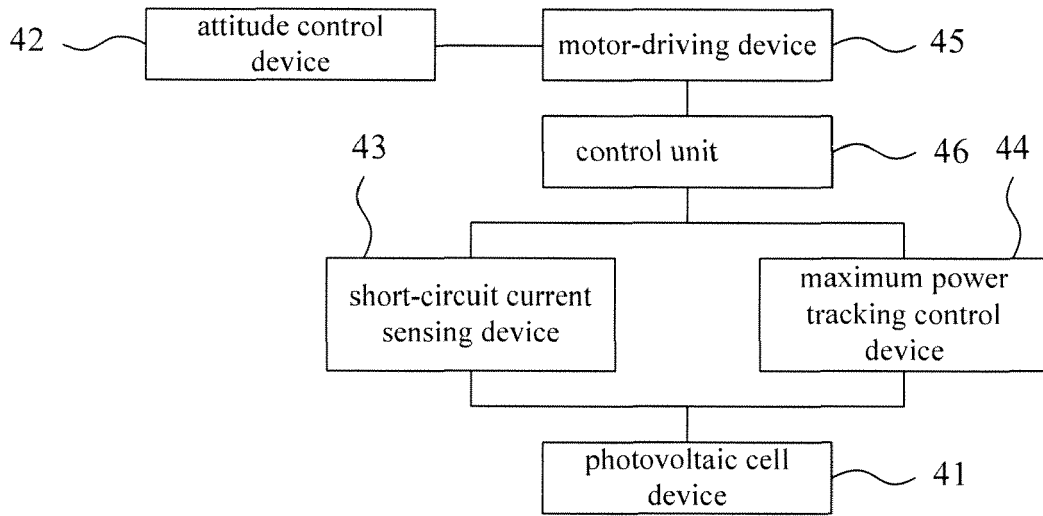 42
attitude control
device
motor-driving device
45
43
control unit
46
44
short-circuit current
sensing device
maximum power
tracking control
device
photovoltaic cell
device
41